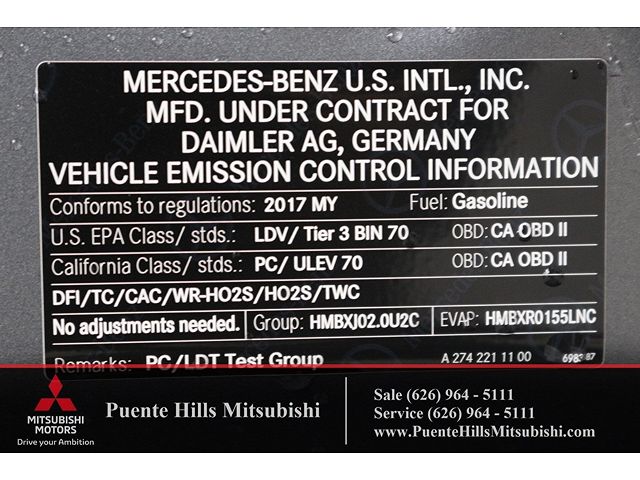 MERCEDES-BENZ U.S. INTL., INC.
MFD. UNDER CONTRACT FOR
DAIMLER AG, GERMANY
VEHICLE EMISSION CONTROL INFORMATION
Conforms to regulations: 2017 MY Fuel: Gasoline
U.S. EPA Class/ stds.: LDV/ Tier 3 BIN 70 OBD: CA OBD II
California Class/ stds.: PC/ ULEV 70 OBD: CA OBD II
DFI/TC/CAC/WR-HO2S/HO2S/TWC
No adjustments needed. Group: HMBXJ02.0U2C EVAP: HMBXR0155LNC
Remarks: PC/LDT Test Group A 274 221 11 00
MITSUBISHI
MOTORS
Drive your Ambition
Puente Hills Mitsubishi
Sale (626) 964 - 5111
Service (626) 964 - 5111
www.PuenteHillsMitsubishi.com